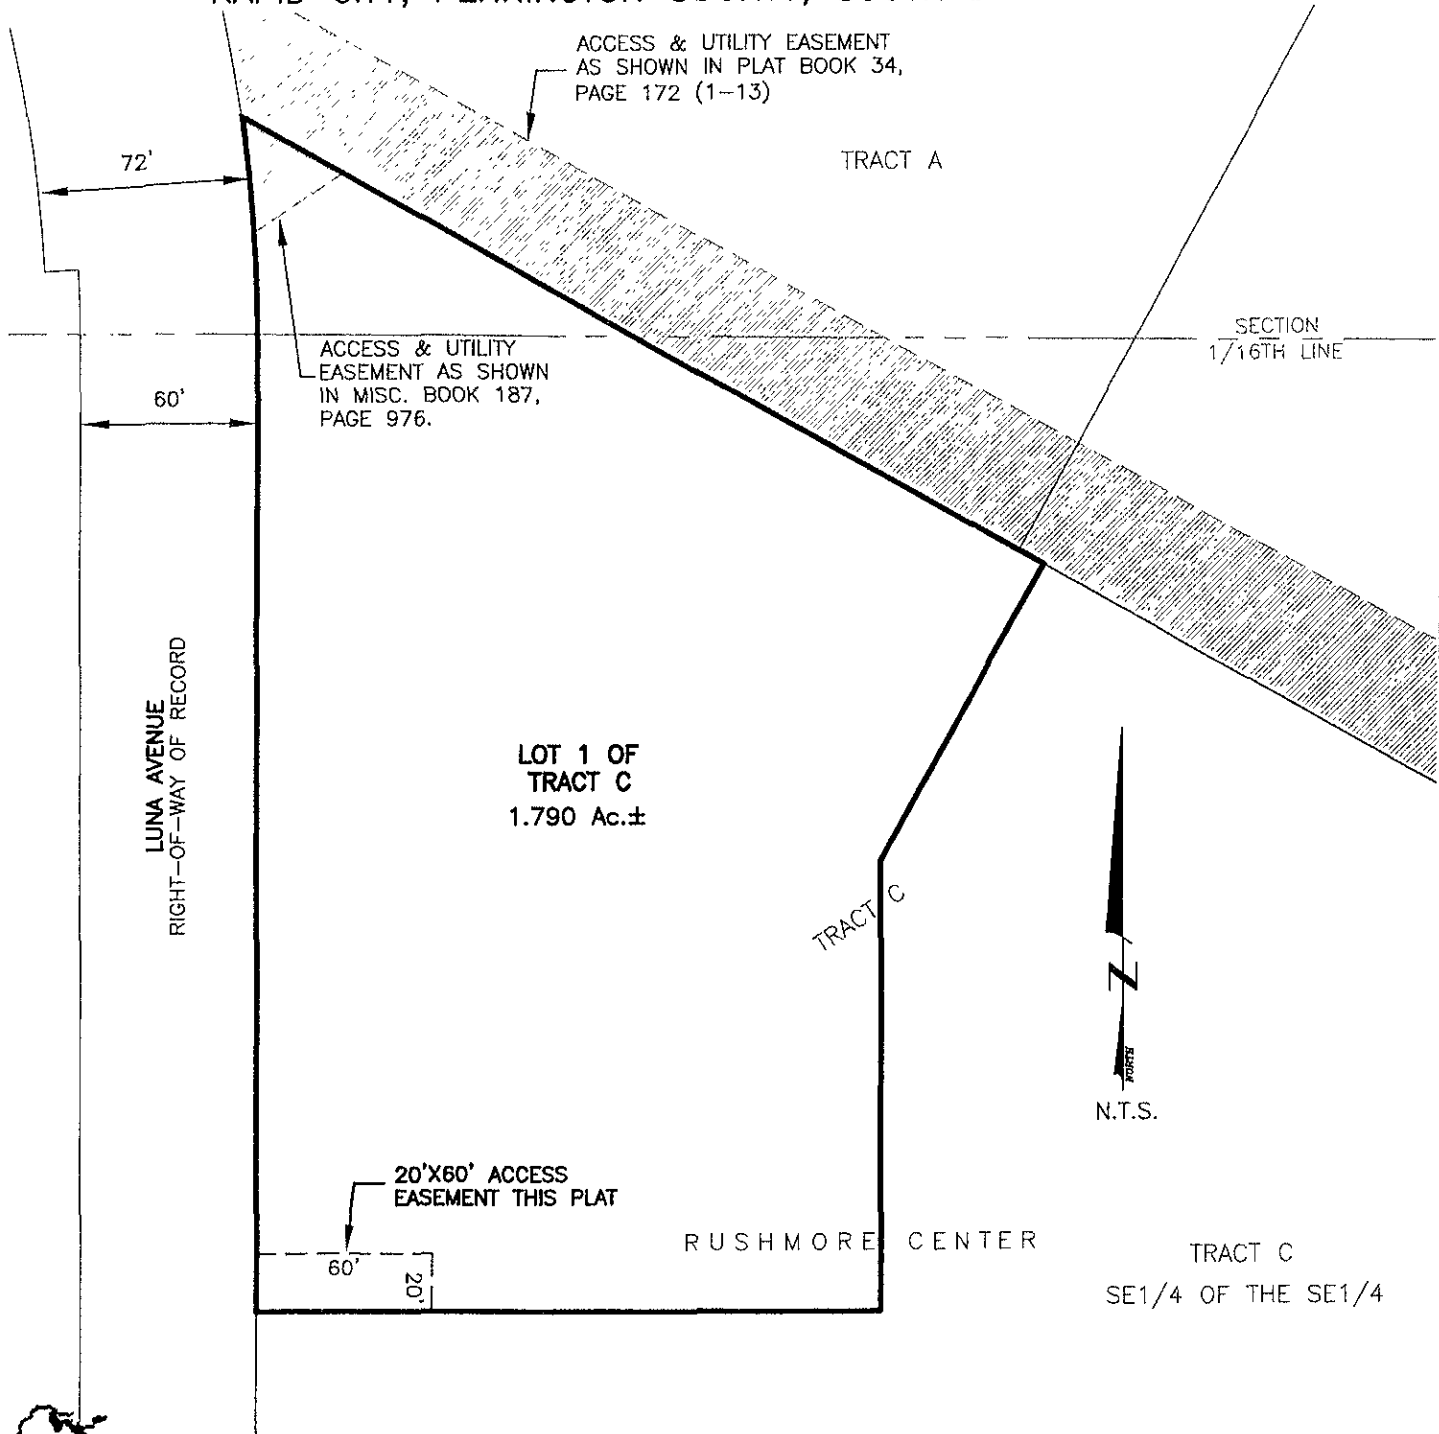 ACCESS & UTILITY EASEMENT
AS SHOWN IN PLAT BOOK 34,
PAGE 172 (1-13)
TRACT A
72'
SECTION
1/16TH LINE
ACCESS & UTILITY
EASEMENT AS SHOWN
IN MISC. BOOK 187,
PAGE 976.
60'
LUNA AVENUE
RIGHT-OF-WAY OF RECORD
LOT 1 OF
TRACT C
1.790 Ac.±
TRACT C
N
N.T.S.
20'X60' ACCESS
EASEMENT THIS PLAT
60'
20'
RUSHMORE CENTER
TRACT C
SE1/4 OF THE SE1/4